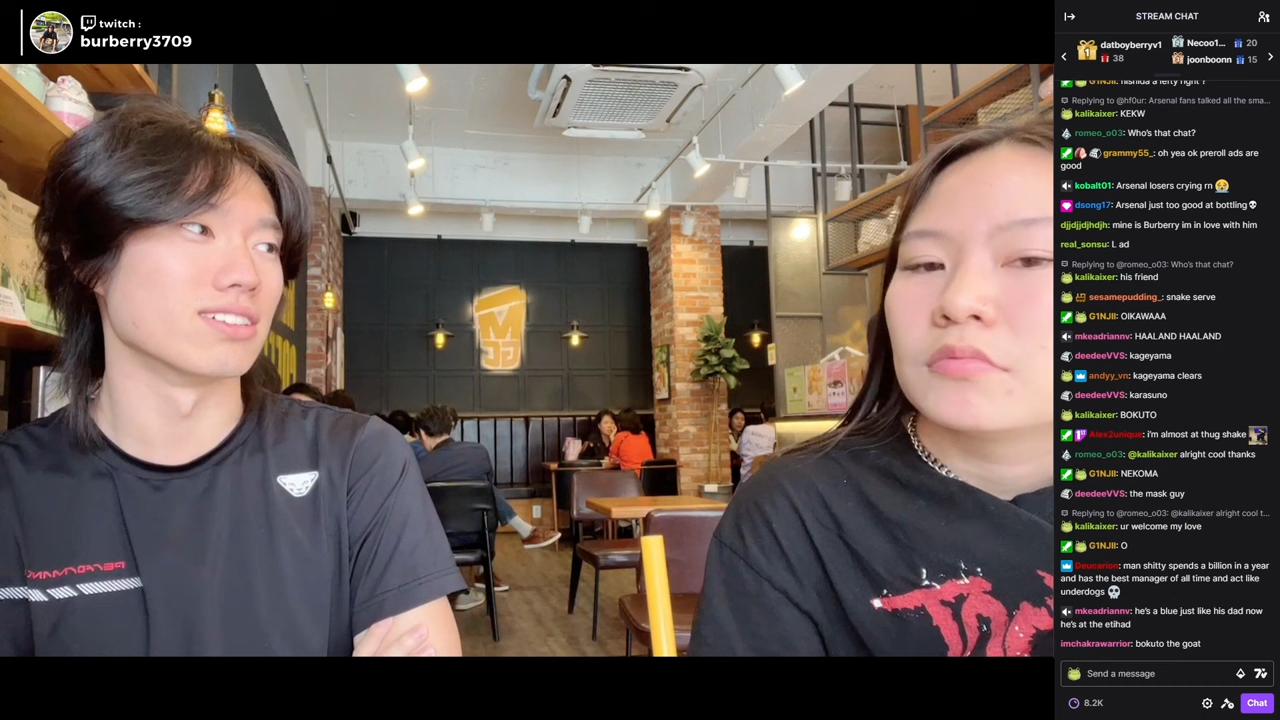 twitch :
burberry3709
STREAM CHAT
datboyberryv1
38
Necoo1... 20
joonboonn 15
G1NJII: nishida a lefty right ?
Replying to @hf0ur: Arsenal fans talked all the sma...
kalikaixer: KEKW
romeo_o03: Who's that chat?
grammy55_: oh yea ok preroll ads are
good
kobalt01: Arsenal losers crying rn
dsong17: Arsenal just too good at bottling
djjdjjdjhdjh: mine is Burberry im in love with him
real_sonsu: L ad
Replying to @romeo_o03: Who's that chat?
kalikaixer: his friend
sesamepudding_: snake serve
G1NJII: OIKAWAAA
mkeadriannv: HAALAND HAALAND
deedeeVVS: kageyama
andyy_vn: kageyama clears
deedeeVVS: karasuno
kalikaixer: BOKUTO
Alex2unique: i'm almost at thug shake
romeo_o03: @kalikaixer alright cool thanks
G1NJII: NEKOMA
deedeeVVS: the mask guy
Replying to @romeo_o03: @kalikaixer alright cool t...
kalikaixer: ur welcome my love
G1NJII: O
Deucarion: man shitty spends a billion in a year
and has the best manager of all time and act like
underdogs
mkeadriannv: he's a blue just like his dad now
he's at the etihad
imchakrawarrior: bokuto the goat
Send a message
8.2K
Chat